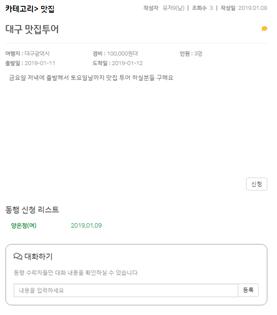 카테고리> 맛집
작성자 유저9(남) | 조회수 3 | 작성일 2019.01.08
대구 맛집투어
여행지 : 대구광역시 경비 : 100,000원대 인원 : 3명
출발일 : 2019-01-11 도착일 : 2019-01-12
금요일 저녁에 출발해서 토요일날까지 맛집 투어 하실분들 구해요
신청
동행 신청 리스트
양은정(여) 2019.01.09
대화하기
동행 수락자들만 대화 내용을 확인하실 수 있습니다.
내용을 입력하세요
등록